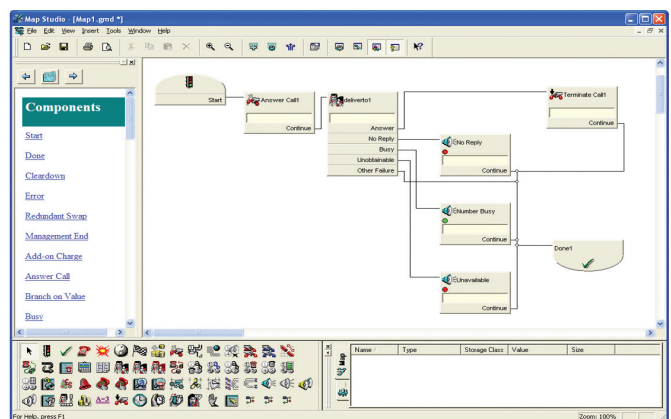 Map Studio - [Map1.gmd *]
File Edit View Insert Tools Window Help
Components
Start
Done
Cleardown
Error
Redundant Swap
Management End
Add-on Charge
Answer Call
Branch on Value
Busy
Start
Answer Call1
Continue
deliverto1
Answer
No Reply
Busy
Unobtainable
Other Failure
Terminate Call1
Continue
No Reply
Continue
Number Busy
Continue
Unavailable
Continue
Done1
Map
Name / Type Storage Class Value Size
For Help, press F1
Zoom: 100%